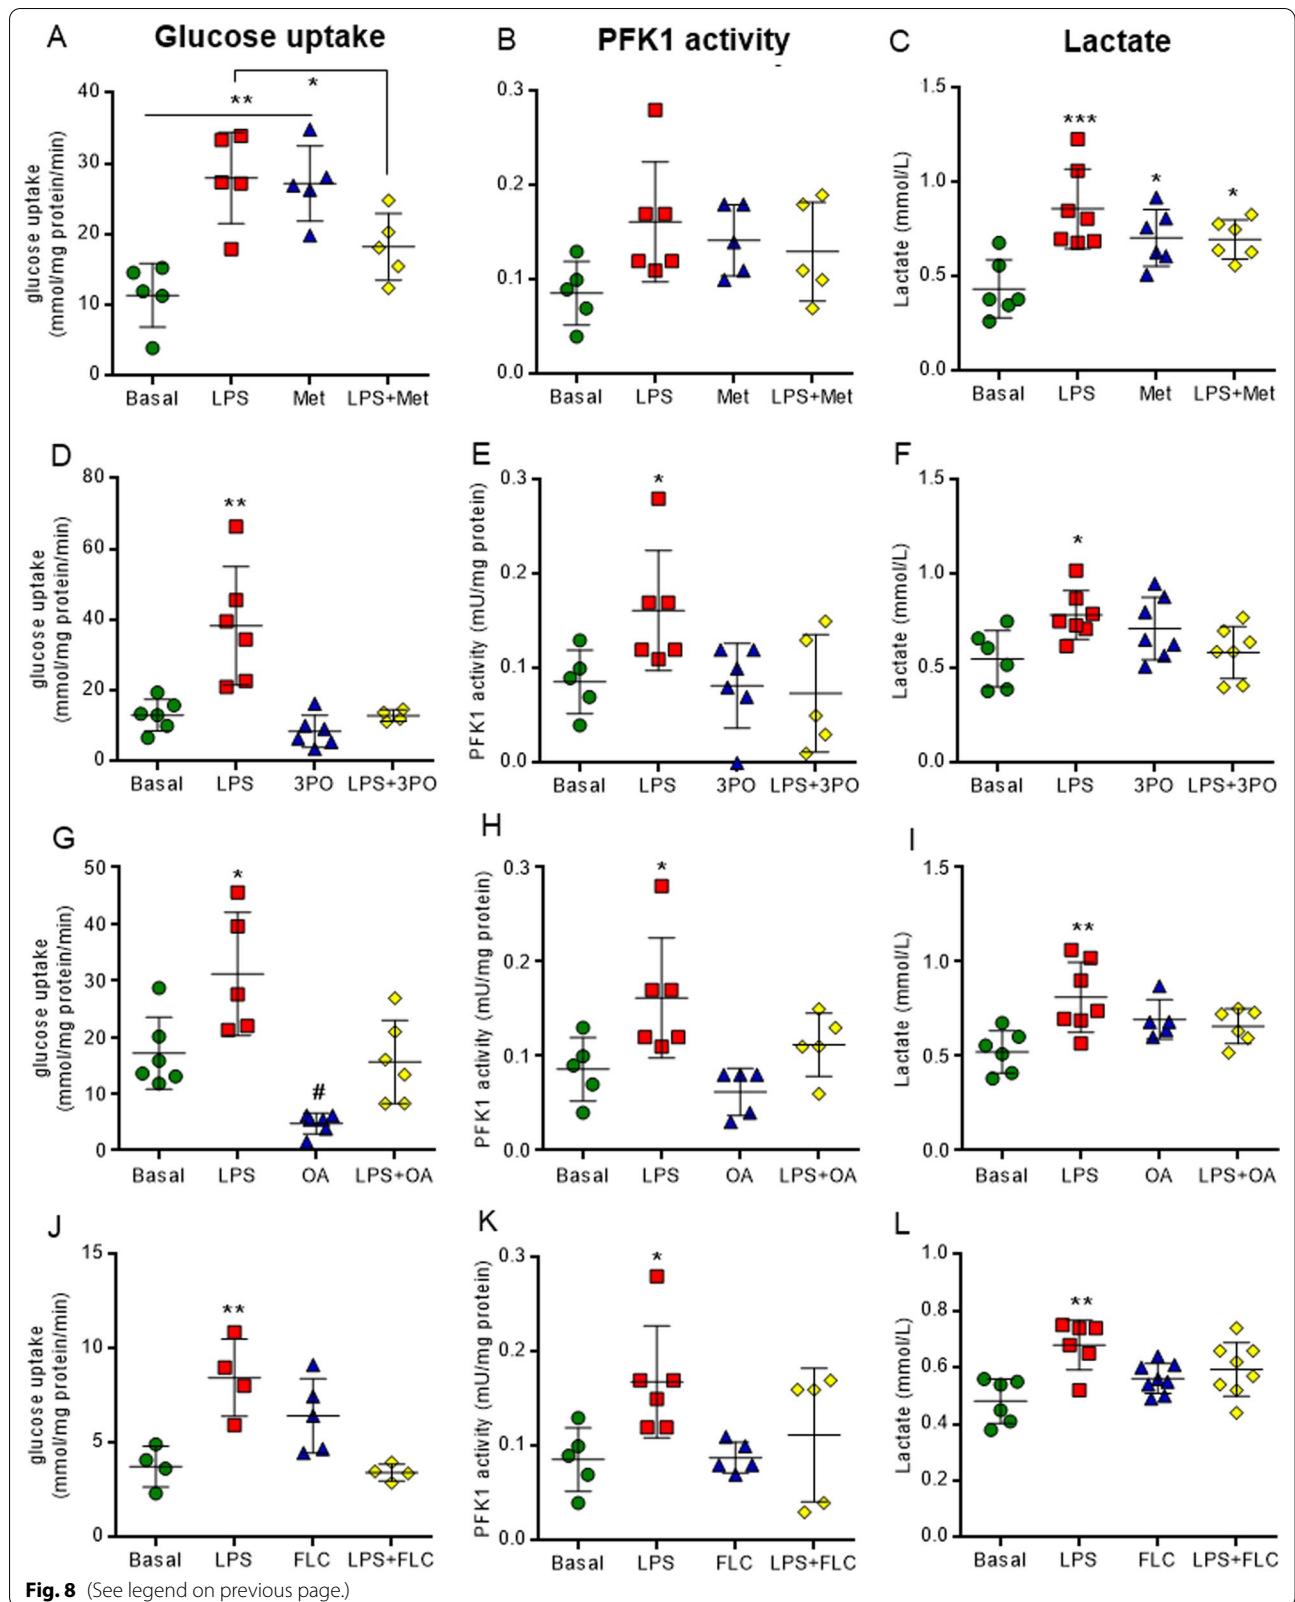 A Glucose uptake
B PFK1 activity
C Lactate
glucose uptake
(mmol/mg protein/min)
40
30
20
10
0
**
*
Basal LPS Met LPS+Met
0.3
0.2
0.1
0.0
Basal LPS Met LPS+Met
Lactate (mmol/L)
1.5
1.0
0.5
0.0
***
*
*
Basal LPS Met LPS+Met
D
glucose uptake
(mmol/mg protein/min)
80
60
40
20
0
**
Basal LPS 3PO LPS+3PO
E
PFK1 activity (mU/mg protein)
0.3
0.2
0.1
0.0
*
Basal LPS 3PO LPS+3PO
F
Lactate (mmol/L)
1.5
1.0
0.5
0.0
*
Basal LPS 3PO LPS+3PO
G
glucose uptake
(mmol/mg protein/min)
50
40
30
20
10
0
*
#
Basal LPS OA LPS+OA
H
PFK1 activity (mU/mg protein)
0.3
0.2
0.1
0.0
*
Basal LPS OA LPS+OA
I
Lactate (mmol/L)
1.5
1.0
0.5
0.0
**
Basal LPS OA LPS+OA
J
glucose uptake
(mmol/mg protein/min)
15
10
5
0
**
Basal LPS FLC LPS+FLC
K
PFK1 activity (mU/mg protein)
0.3
0.2
0.1
0.0
*
Basal LPS FLC LPS+FLC
L
Lactate (mmol/L)
1.0
0.8
0.6
0.4
0.2
0.0
**
Basal LPS FLC LPS+FLC
Fig. 8 (See legend on previous page.)